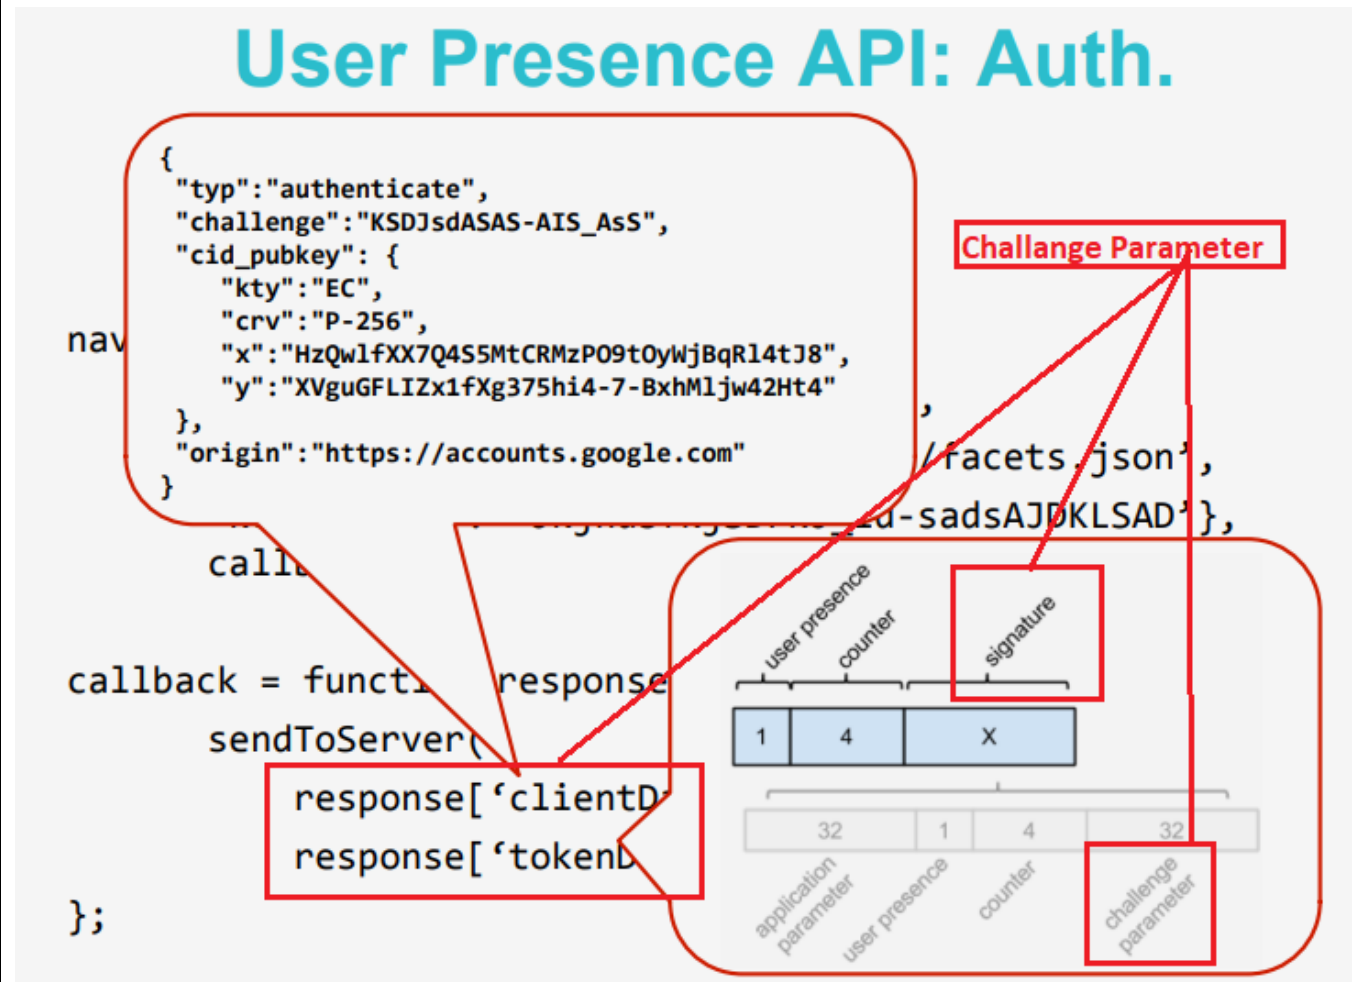 User Presence API: Auth.
{
"typ":"authenticate",
"challenge":"KSDJsdASAS-AIS_AsS",
"cid_pubkey": {
"kty":"EC",
"crv":"P-256",
"x":"HzQwlfXX7Q4S5MtCRMzPO9tOyWjBqRl4tJ8",
"y":"XVguGFLIZx1fXg375hi4-7-BxhMljw42Ht4"
},
"origin":"https://accounts.google.com"
}
Challange Parameter
nav
,
/facets.json’,
-sadsAJDKLSAD’},
call
callback = functi response
sendToServer(
response[‘clientD
response[‘tokenD
};
user presence
counter
signature
1 4 X
32 1 4 32
application parameter
user presence
counter
challenge parameter